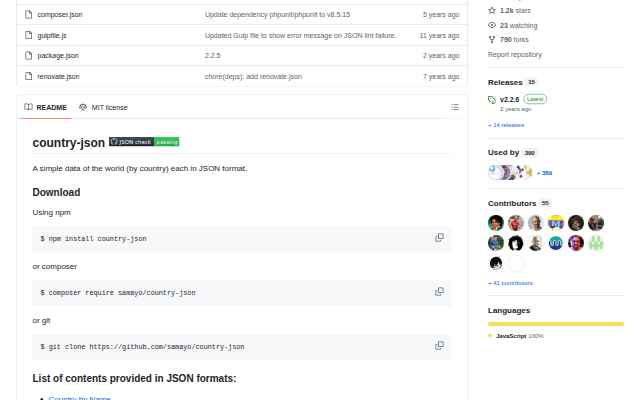 composer.json Update dependency phpunit/phpunit to v8.5.15 5 years ago
gulpfile.js Updated Gulp file to show error message on JSON lint failure. 11 years ago
package.json 2.2.5 2 years ago
renovate.json chore(deps): add renovate.json 7 years ago
README MIT license
country-json JSON check passing
A simple data of the world (by country) each in JSON format.
Download
Using npm
$ npm install country-json
or composer
$ composer require samayo/country-json
or git
$ git clone https://github.com/samayo/country-json
List of contents provided in JSON formats:
Country by Name
1.2k stars
23 watching
790 forks
Report repository
Releases 15
v2.2.6 Latest
2 years ago
+ 14 releases
Used by 390
+ 389
Contributors 55
+ 41 contributors
Languages
JavaScript 100%